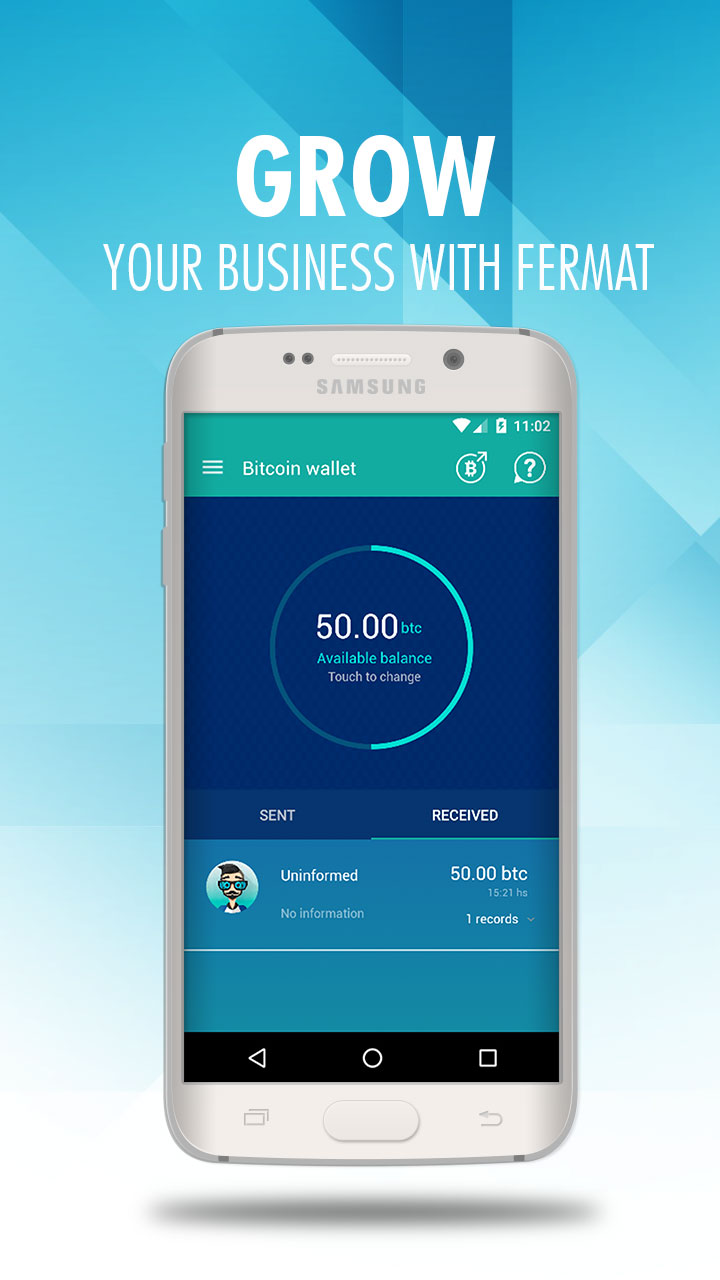 GROW
YOUR BUSINESS WITH FERMAT
SAMSUNG
11:02
Bitcoin wallet
50.00 btc
Available balance
Touch to change
SENT RECEIVED
Uninformed 50.00 btc
15:21 hs
No information 1 records